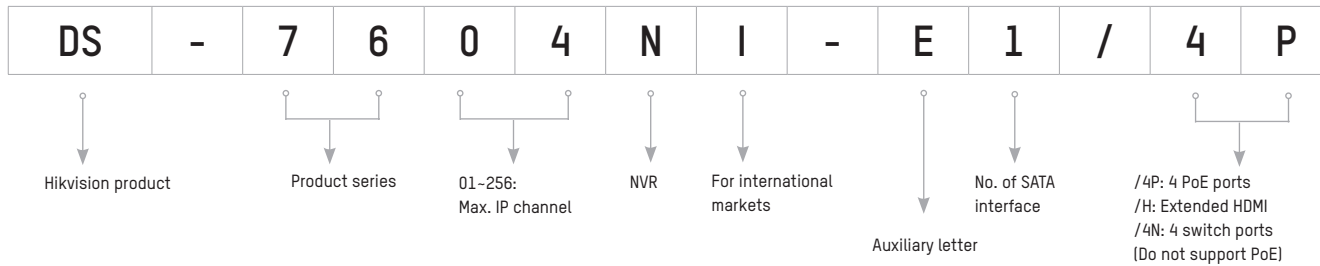 DS - 7 6 0 4 N I - E 1 / 4 P
Hikvision product
Product series
01~256:
Max. IP channel
NVR
For international
markets
Auxiliary letter
No. of SATA
interface
/4P: 4 PoE ports
/H: Extended HDMI
/4N: 4 switch ports
(Do not support PoE)